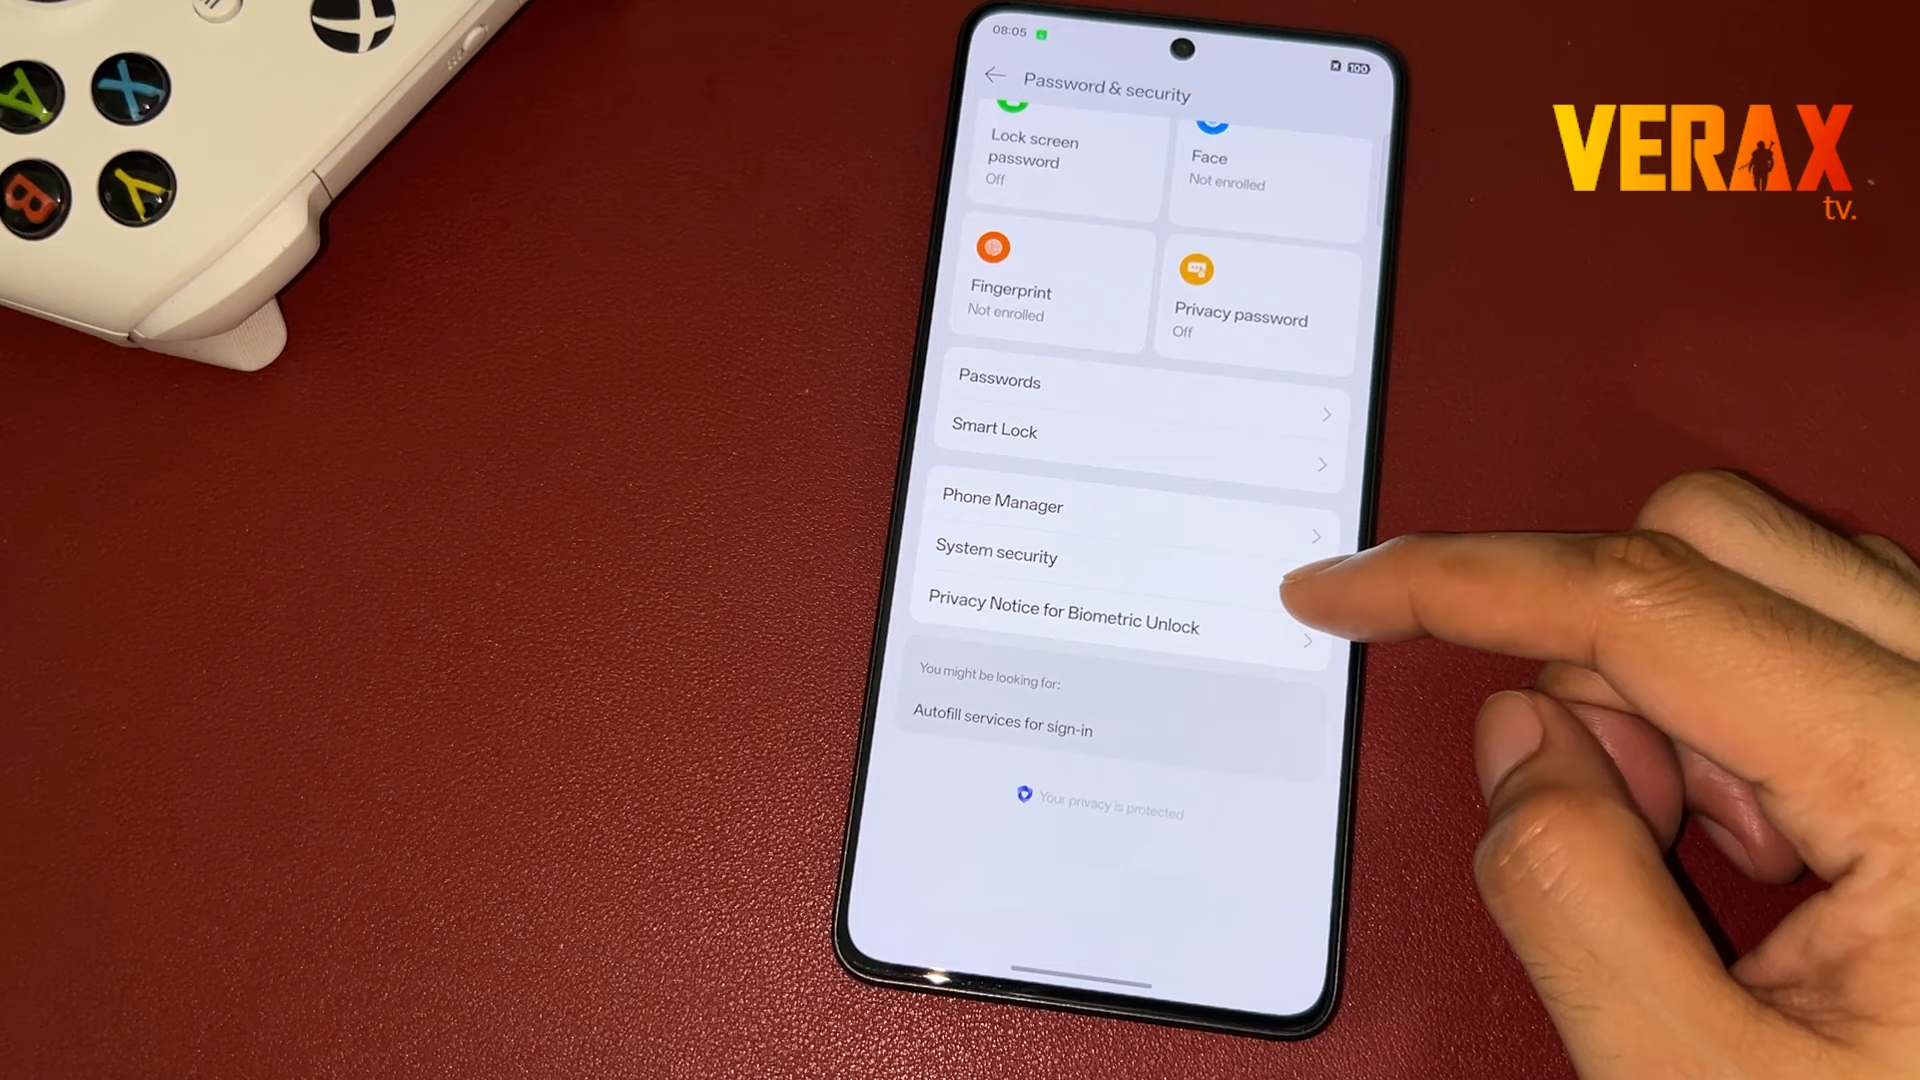 08:05
100
Password & security
Lock screen
password
Off
Face
Not enrolled
Fingerprint
Not enrolled
Privacy password
Off
Passwords
Smart Lock
Phone Manager
System security
Privacy Notice for Biometric Unlock
You might be looking for:
Autofill services for sign-in
Your privacy is protected
VERAX
tv.
A
X
B
Y